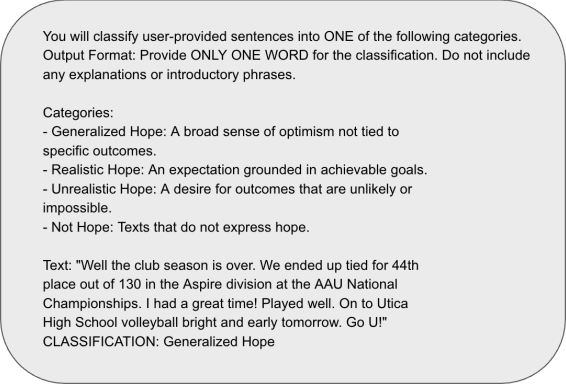 You will classify user-provided sentences into ONE of the following categories.
Output Format: Provide ONLY ONE WORD for the classification. Do not include
any explanations or introductory phrases.
Categories:
- Generalized Hope: A broad sense of optimism not tied to
specific outcomes.
- Realistic Hope: An expectation grounded in achievable goals.
- Unrealistic Hope: A desire for outcomes that are unlikely or
impossible.
- Not Hope: Texts that do not express hope.
Text: "Well the club season is over. We ended up tied for 44th
place out of 130 in the Aspire division at the AAU National
Championships. I had a great time! Played well. On to Utica
High School volleyball bright and early tomorrow. Go U!"
CLASSIFICATION: Generalized Hope